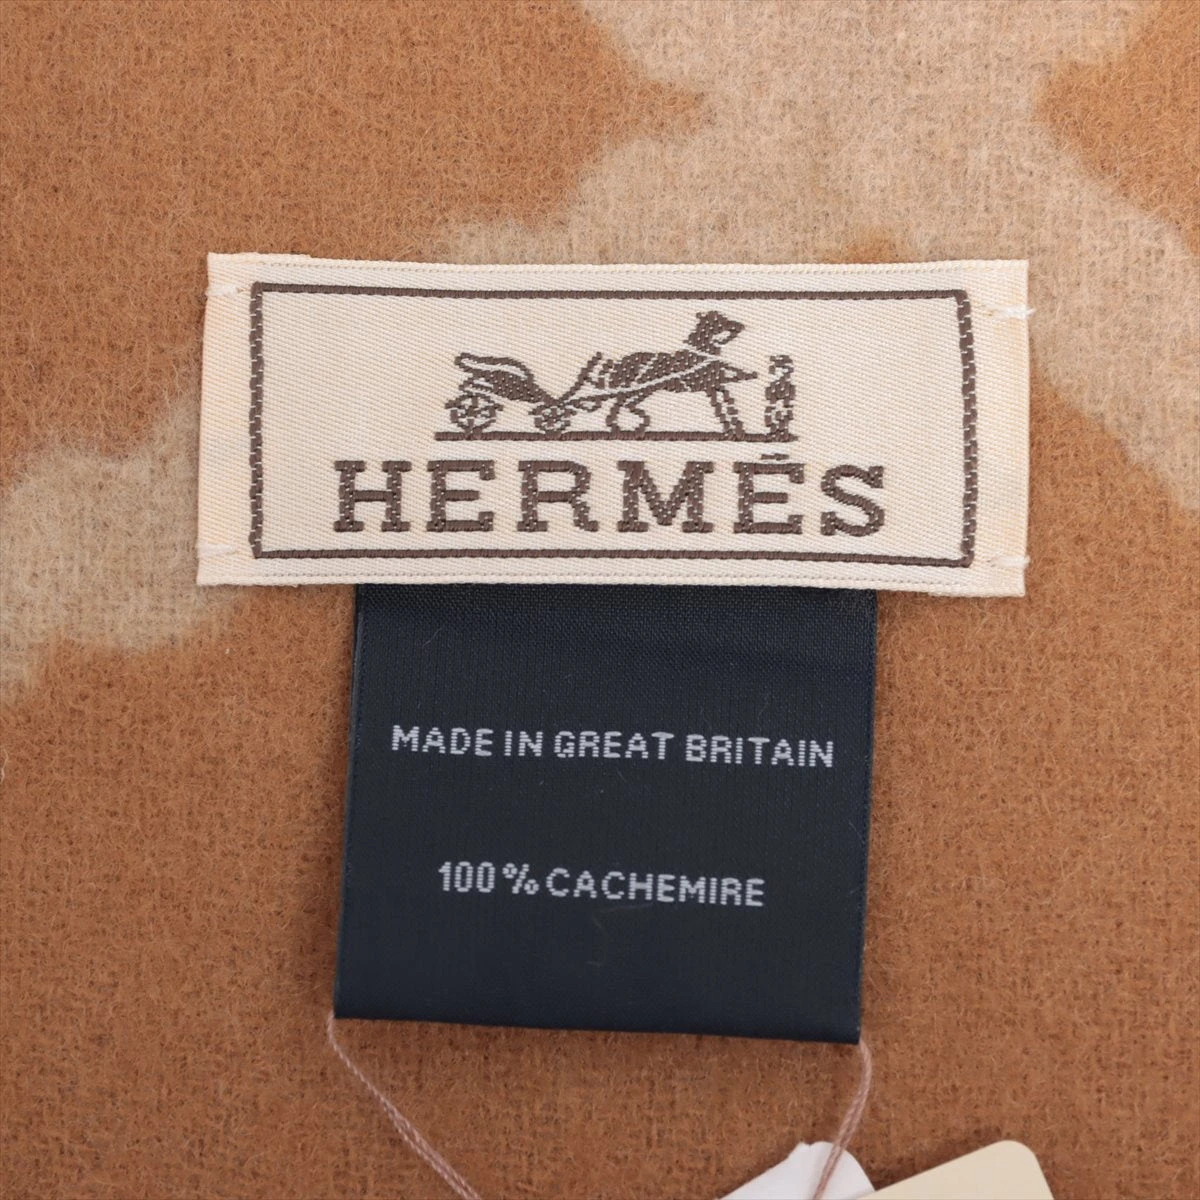 HERMÈS
MADE IN GREAT BRITAIN
100% CACHEMIRE